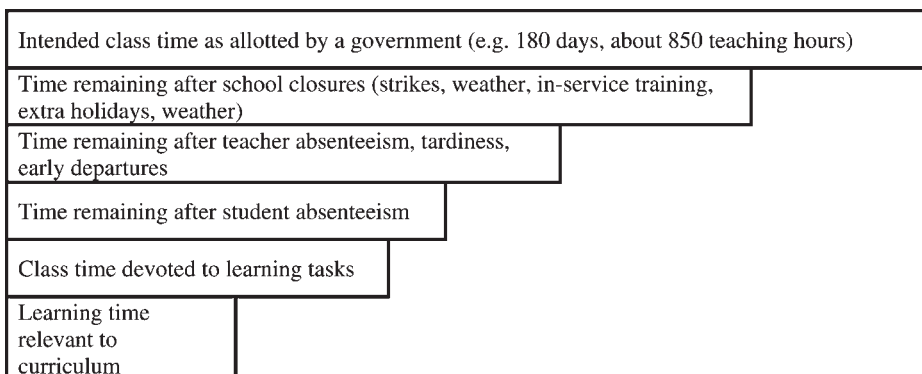 Intended class time as allotted by a government (e.g. 180 days, about 850 teaching hours)
Time remaining after school closures (strikes, weather, in-service training,
extra holidays, weather)
Time remaining after teacher absenteeism, tardiness,
early departures
Time remaining after student absenteeism
Class time devoted to learning tasks
Learning time
relevant to
curriculum